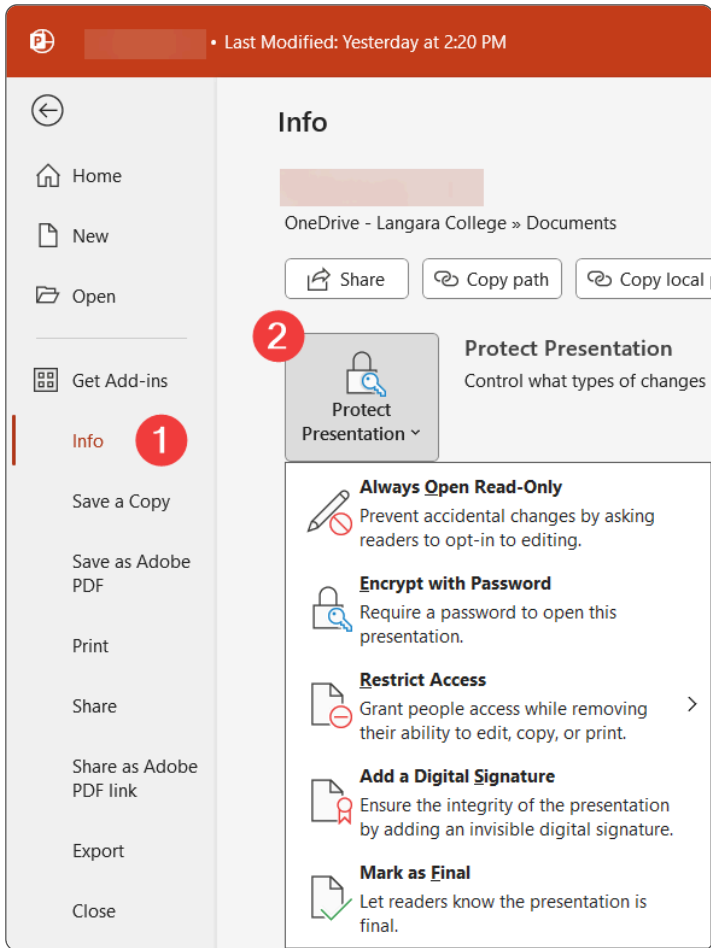 • Last Modified: Yesterday at 2:20 PM
Info
Home
New
Open
Get Add-ins
Info
1
Save a Copy
Save as Adobe
PDF
Print
Share
Share as Adobe
PDF link
Export
Close
OneDrive - Langara College » Documents
Share
Copy path
Copy local
2
Protect
Presentation
Protect Presentation
Control what types of changes
Always Open Read-Only
Prevent accidental changes by asking
readers to opt-in to editing.
Encrypt with Password
Require a password to open this
presentation.
Restrict Access
Grant people access while removing
their ability to edit, copy, or print.
Add a Digital Signature
Ensure the integrity of the presentation
by adding an invisible digital signature.
Mark as Final
Let readers know the presentation is
final.